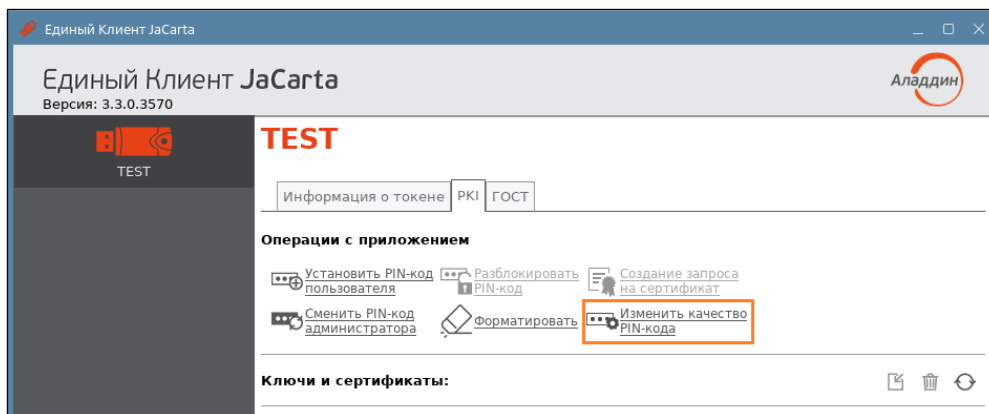 Единый Клиент JaCarta
Единый Клиент JaCarta
Аладдин
Версия: 3.3.0.3570
TEST
TEST
Информация о токене PKI ГОСТ
Операции с приложением
Установить PIN-код
пользователя
Разблокировать
PIN-код
Создание запроса
на сертификат
Сменить PIN-код
администратора
Форматировать
Изменить качество
PIN-кода
Ключи и сертификаты: